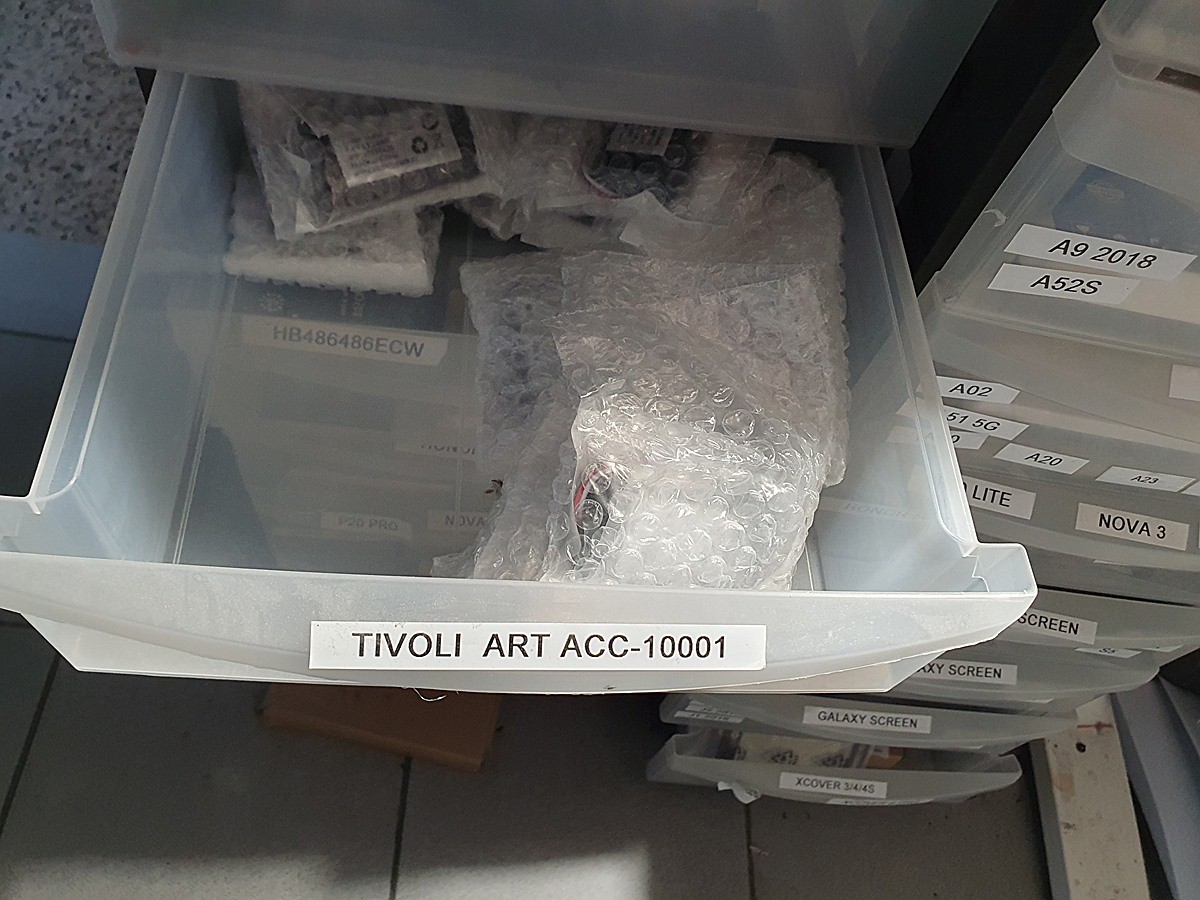 TIVOLI ART ACC-10001
HB486486ECW
P20 PRO
NOVA
A9 2018
A52S
A02
51 5G
A20
A23
LITE
NOVA 3
SCREEN
AXY SCREEN
GALAXY SCREEN
XCOVER 3/4/4S